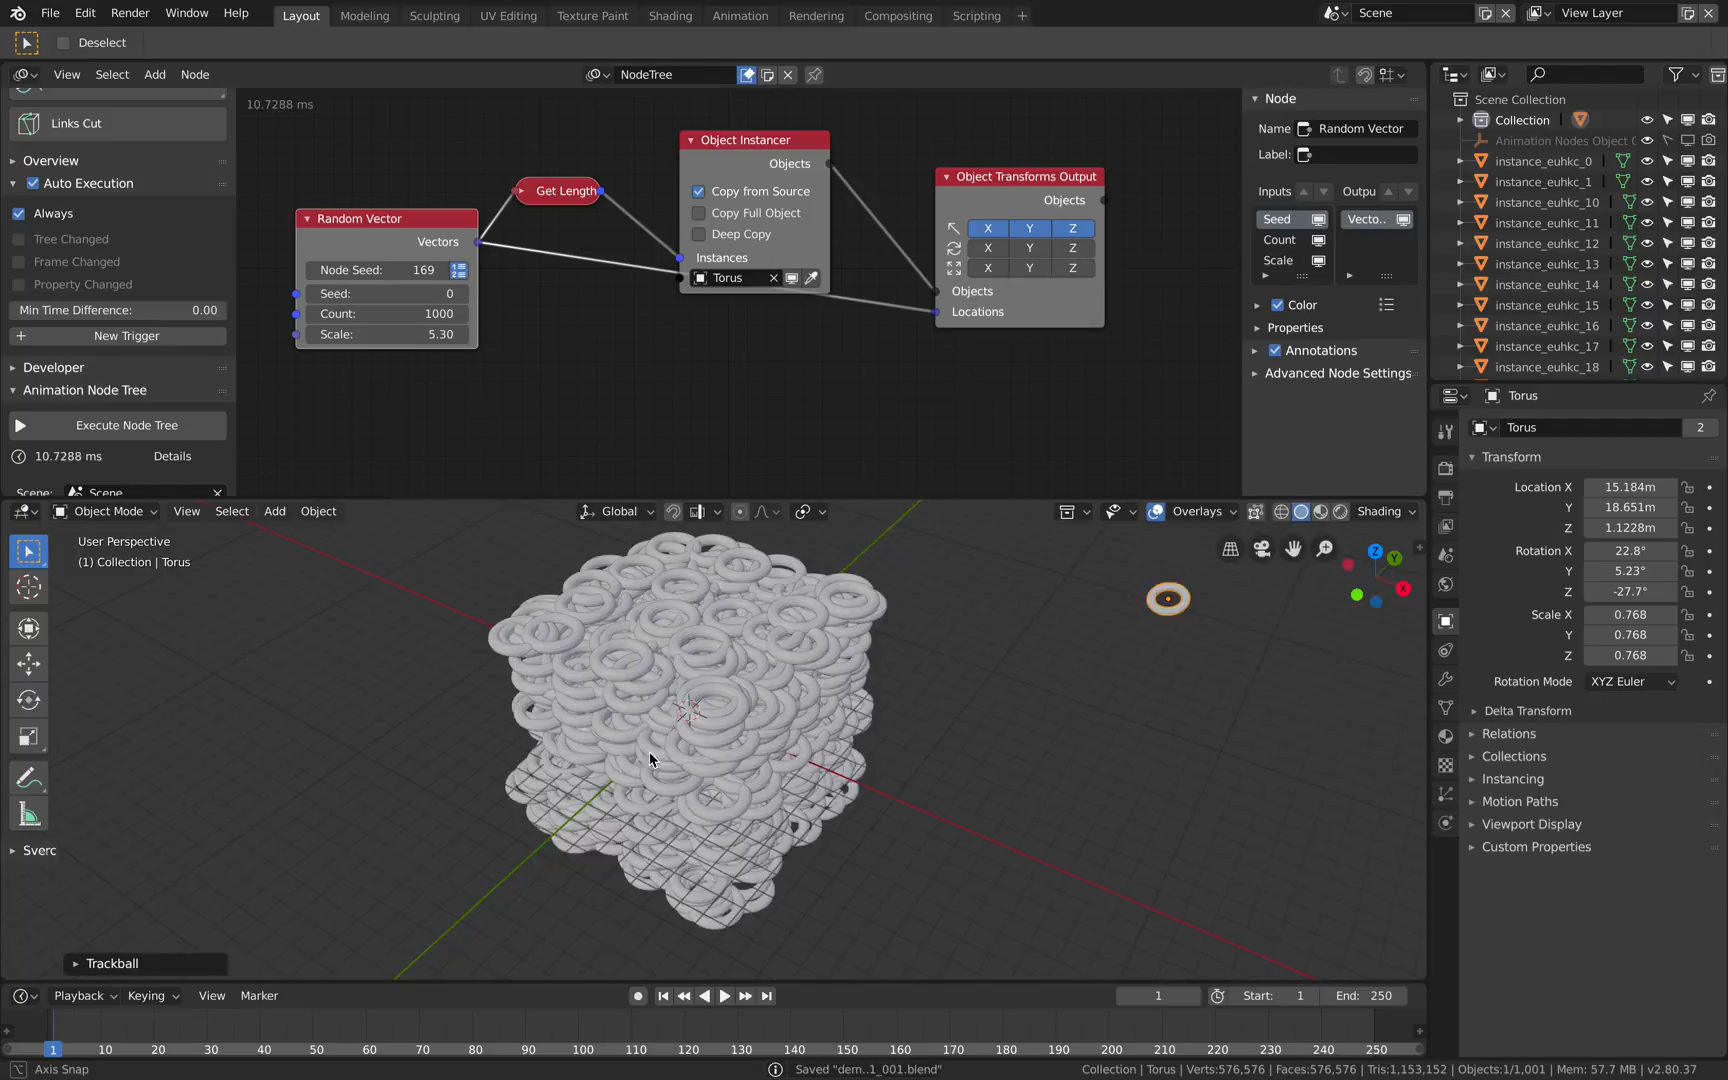 File Edit Render Window Help Layout Modeling Sculpting UV Editing Texture Paint Shading Animation Rendering Compositing Scripting Scene View Layer
Deselect
View Select Add Node NodeTree
Links Cut
Overview
Auto Execution
Always
Tree Changed
Frame Changed
Property Changed
Min Time Difference: 0.00
New Trigger
Developer
Animation Node Tree
Execute Node Tree
10.7288 ms Details
Scene: Scene
10.7288 ms
Random Vector
Vectors
Node Seed: 169
Seed: 0
Count: 1000
Scale: 5.30
Get Length
Object Instancer
Objects
Copy from Source
Copy Full Object
Deep Copy
Instances
Torus
Object Transforms Output
Objects
X Y Z
X Y Z
X Y Z
Objects
Locations
Node
Name Random Vector
Label:
Inputs Outpu
Seed Vecto..
Count
Scale
Color
Properties
Annotations
Advanced Node Settings
Scene Collection
Collection
Animation Nodes Object
instance_euhkc_0
instance_euhkc_1
instance_euhkc_10
instance_euhkc_11
instance_euhkc_12
instance_euhkc_13
instance_euhkc_14
instance_euhkc_15
instance_euhkc_16
instance_euhkc_17
instance_euhkc_18
Torus
Torus 2
Transform
Location X 15.184m
Y 18.651m
Z 1.1228m
Rotation X 22.8°
Y 5.23°
Z -27.7°
Scale X 0.768
Y 0.768
Z 0.768
Rotation Mode XYZ Euler
Delta Transform
Relations
Collections
Instancing
Motion Paths
Viewport Display
Custom Properties
Object Mode View Select Add Object Global Overlays Shading
User Perspective
(1) Collection | Torus
Z Y X
Sverc
Trackball
Playback Keying View Marker 1 Start: 1 End: 250
1 10 20 30 40 50 60 70 80 90 100 110 120 130 140 150 160 170 180 190 200 210 220 230 240 250
Axis Snap Saved "dem..1_001.blend" Collection | Torus | Verts:576,576 | Faces:576,576 | Tris:1,153,152 | Objects:1/1,001 | Mem: 57.7 MB | v2.80.37